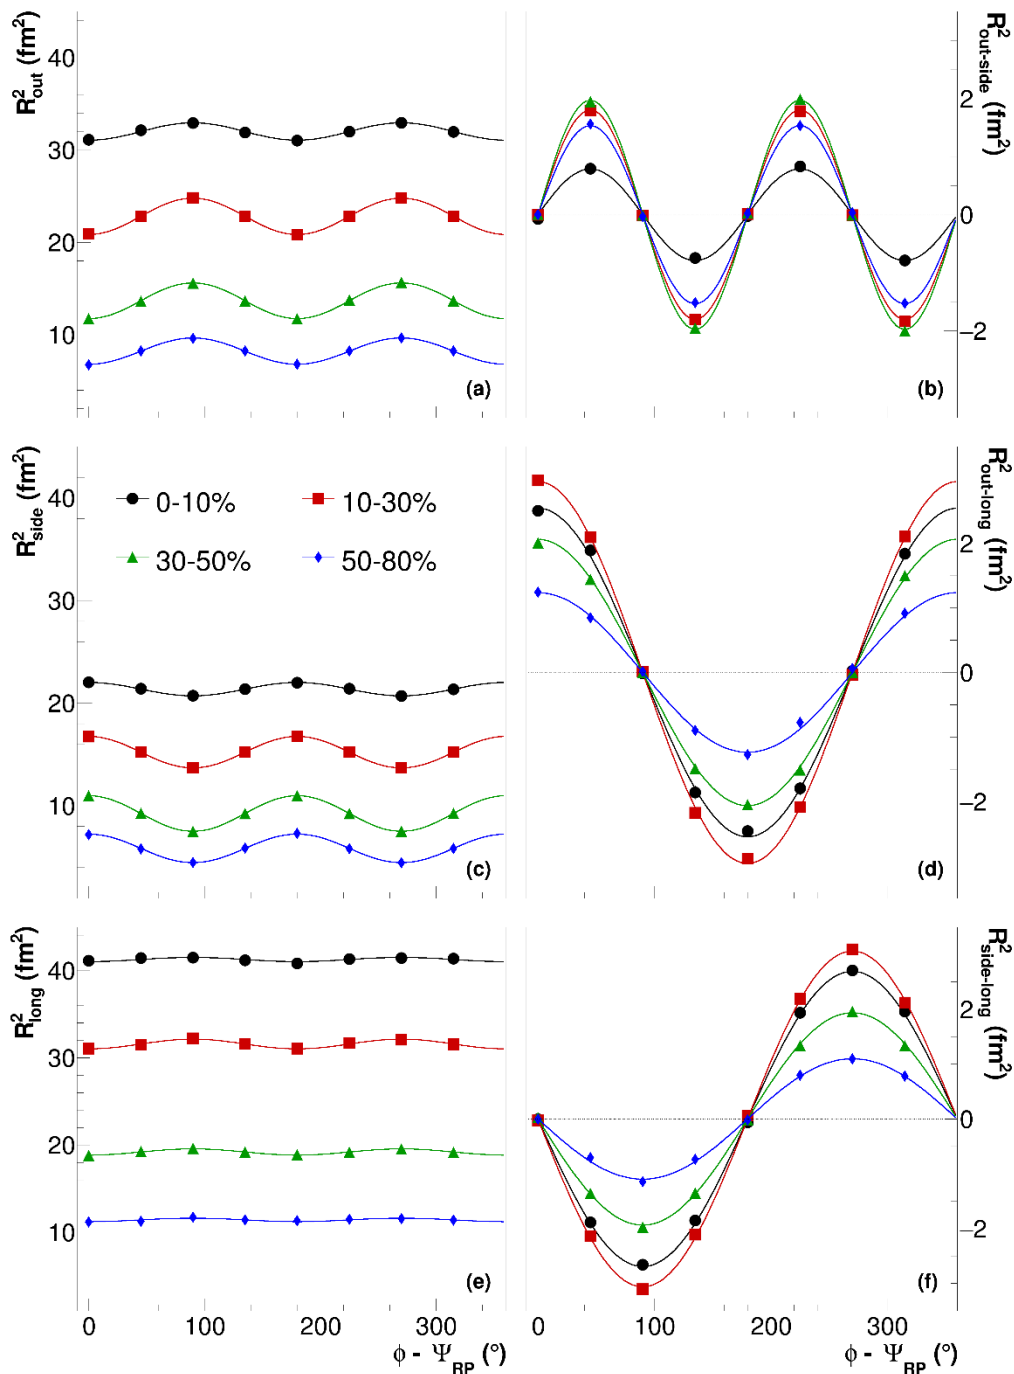 R²out (fm²)
40
30
20
10
(a)
R²out-side (fm²)
2
0
−2
(b)
R²side (fm²)
40
30
20
10
0-10%
10-30%
30-50%
50-80%
(c)
R²out-long (fm²)
2
0
−2
(d)
R²long (fm²)
40
30
20
10
(e)
0
100
200
300
ϕ - Ψ_RP (°)
R²side-long (fm²)
2
0
−2
(f)
0
100
200
300
ϕ - Ψ_RP (°)